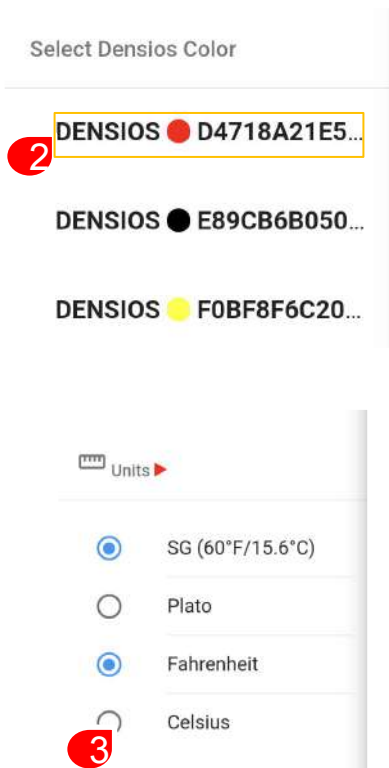 Select Densios Color
DENSIOS D4718A21E5...
2
DENSIOS E89CB6B050...
DENSIOS F0BF8F6C20...
Units
SG (60°F/15.6°C)
Plato
Fahrenheit
Celsius
3